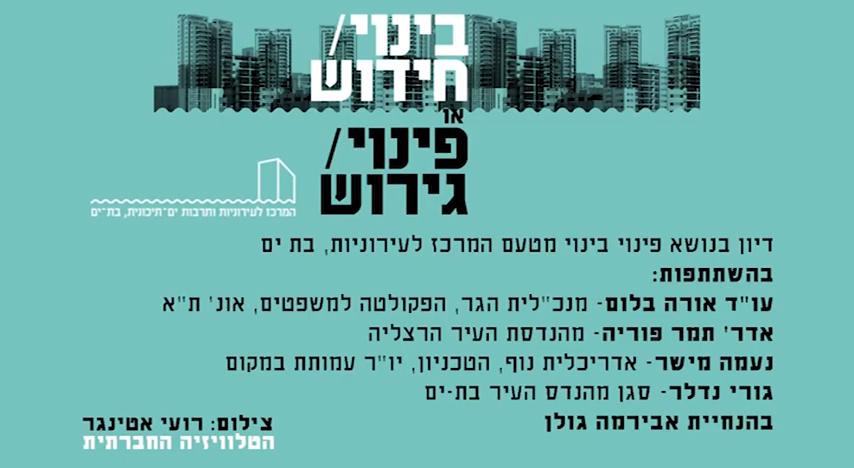 בינוי/
חידוש
או
פינוי/
גירוש
המרכז לעירוניות ותרבות ים־תיכונית, בת־ים
דיון בנושא פינוי בינוי מטעם המרכז לעירוניות, בת ים
בהשתתפות:
עו"ד אורה בלום- מנכ"לית הגר, הפקולטה למשפטים, אונ' ת"א
אדר' תמר פוריה- מהנדסת העיר הרצליה
נעמה מישר- אדריכלית נוף, הטכניון, יו"ר עמותת במקום
גורי נדלר- סגן מהנדס העיר בת-ים
בהנחיית אבירמה גולן
צילום: רועי אטינגר
הטלוויזיה החברתית